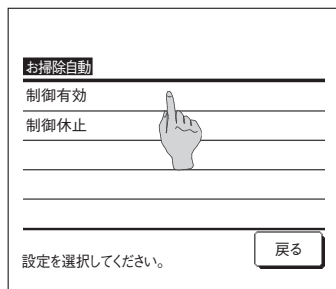 お掃除自動
制御有効
制御休止
設定を選択してください。
戻る